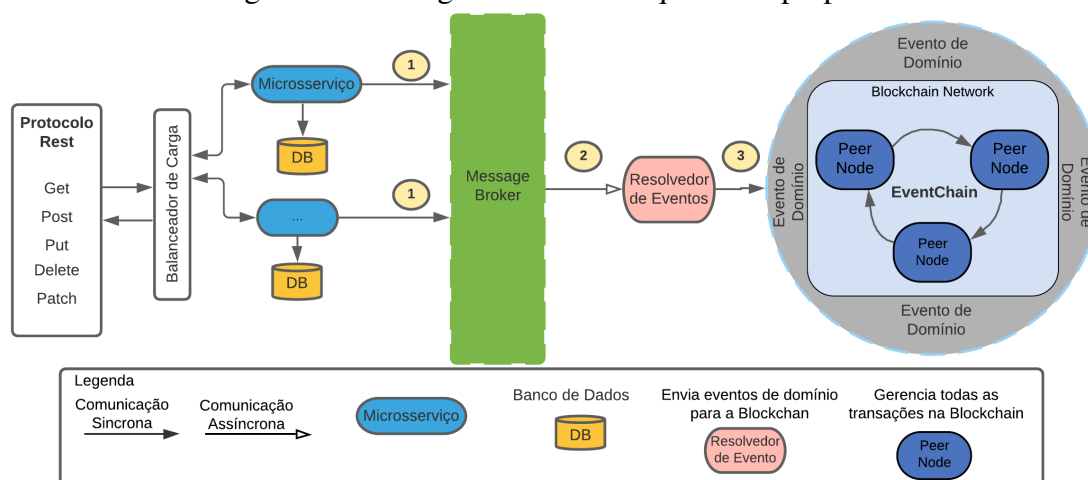 Protocolo
Rest
Get
Post
Put
Delete
Patch
Balanceador de Carga
Microsserviço
DB
...
DB
1
1
Message
Broker
2
Resolvedor
de Eventos
3
Evento de
Domínio
Evento de
Domínio
Blockchain Network
Peer
Node
Peer
Node
EventChain
Peer
Node
Evento de
Domínio
Evento de
Domínio
Legenda
Comunicação
Sincrona
Comunicação
Assíncrona
Microsserviço
Banco de Dados
DB
Envia eventos de domínio
para a Blockchan
Resolvedor
de Evento
Gerencia todas as
transações na Blockchain
Peer
Node